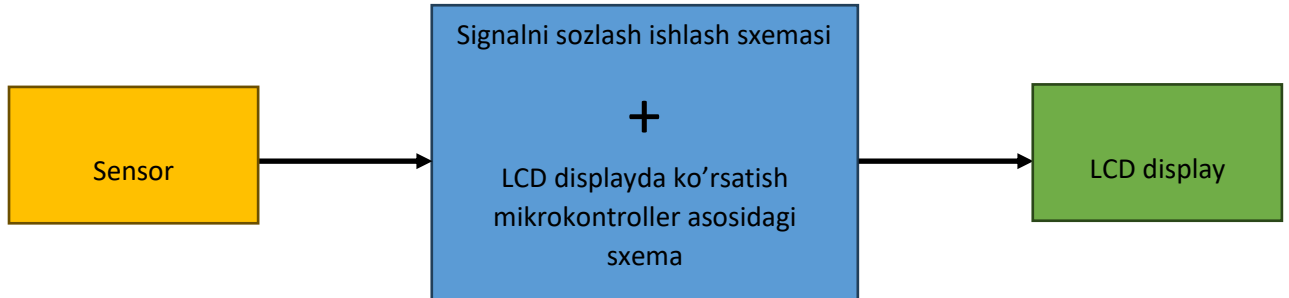 Sensor
Signalni sozlash ishlash sxemasi
+
LCD displayda ko’rsatish
mikrokontroller asosidagi
sxema
LCD display